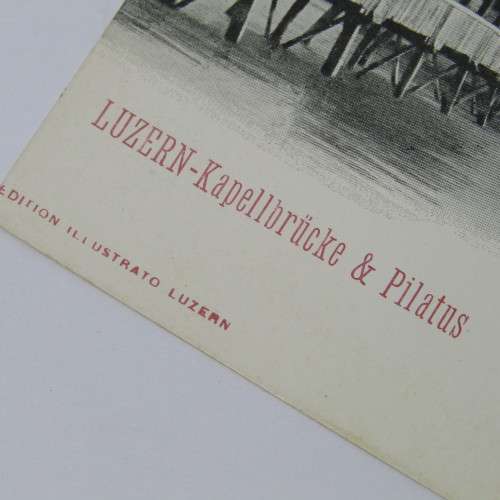 LUZERN-Kapellbrücke & Pilatus
EDITION ILLUSTRATO LUZERN